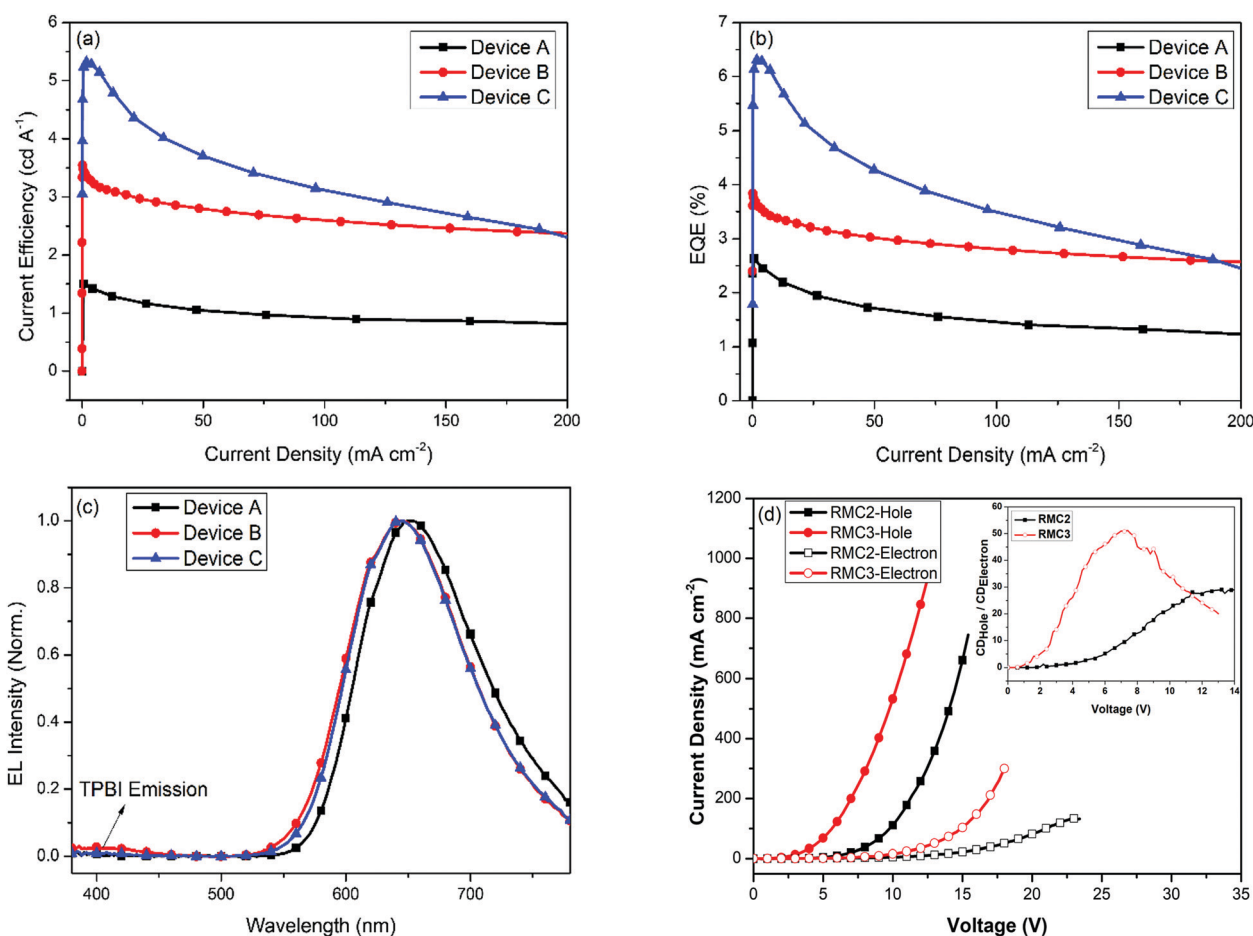 (a)
Device A
Device B
Device C
Current Efficiency (cd A⁻¹)
6
5
4
3
2
1
0
0 50 100 150 200
Current Density (mA cm⁻²)
(b)
Device A
Device B
Device C
EQE (%)
7
6
5
4
3
2
1
0
0 50 100 150 200
Current Density (mA cm⁻²)
(c)
Device A
Device B
Device C
EL Intensity (Norm.)
1.0
0.8
0.6
0.4
0.2
0.0
TPBI Emission
400 500 600 700
Wavelength (nm)
(d)
RMC2-Hole
RMC3-Hole
RMC2-Electron
RMC3-Electron
Current Density (mA cm⁻²)
1200
1000
800
600
400
200
0
0 5 10 15 20 25 30 35
Voltage (V)
RMC2
RMC3
CD_Hole / CD_Electron
60
50
40
30
20
10
0
0 2 4 6 8 10 12 14
Voltage (V)